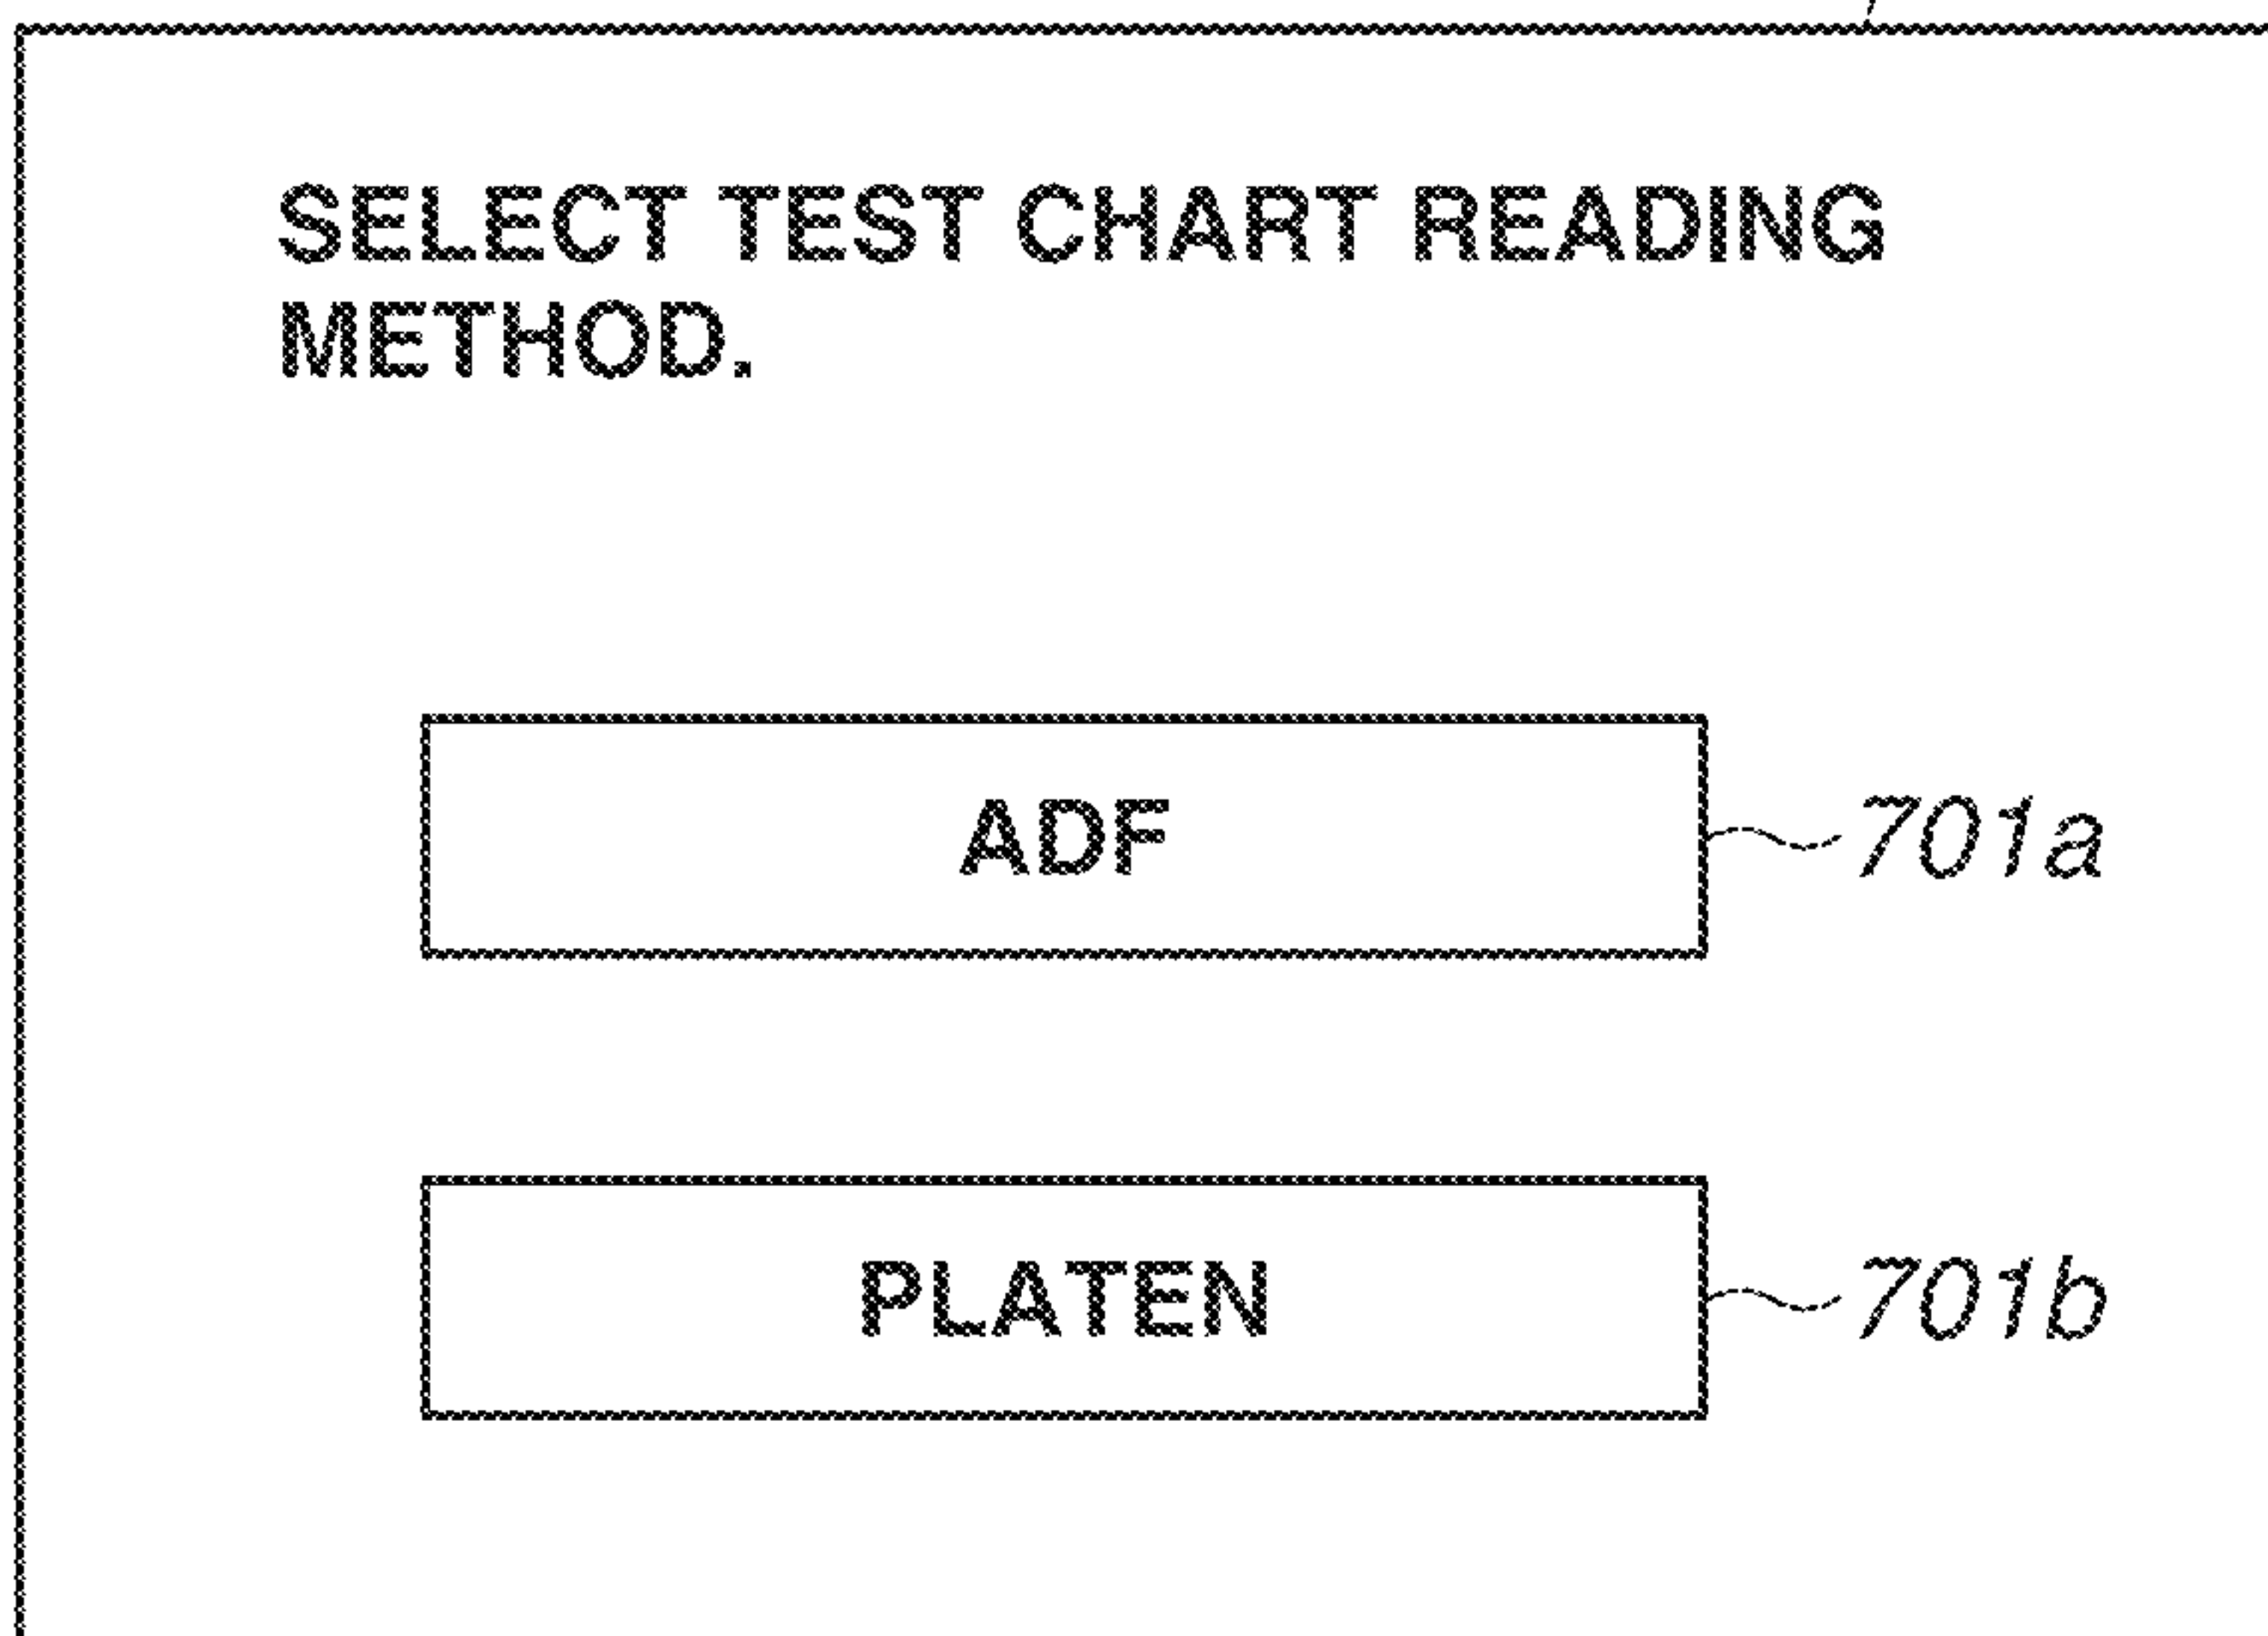 SELECT TEST CHART READING
METHOD.
ADF
701a
PLATEN
701b